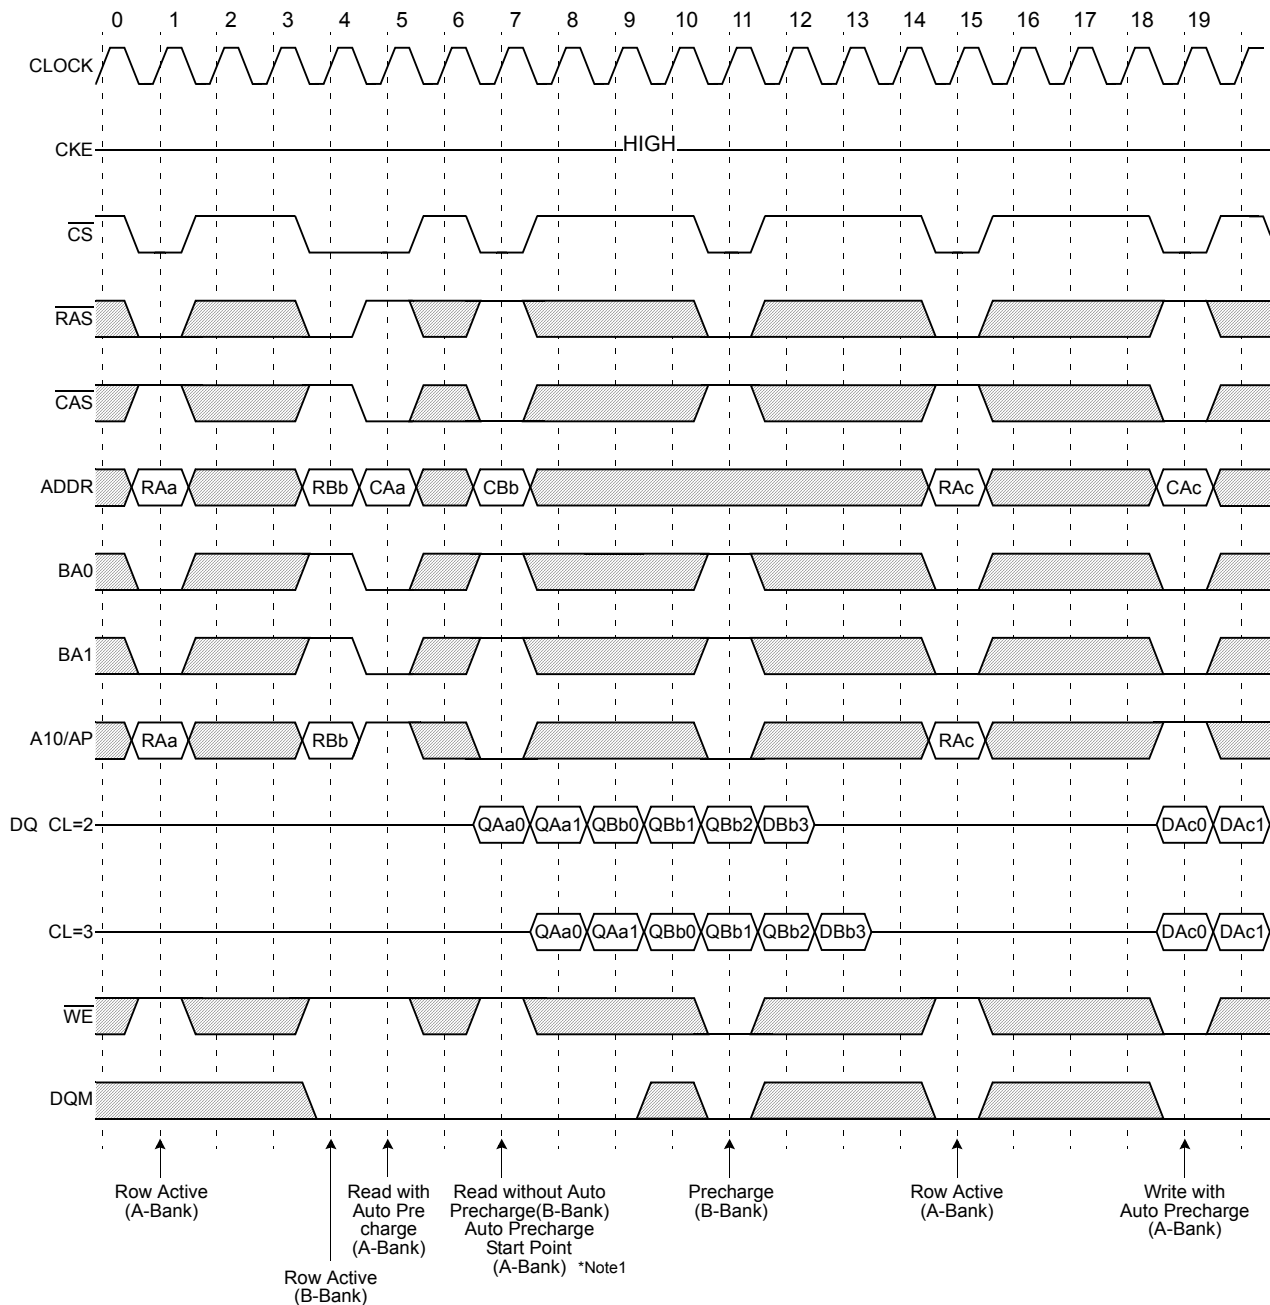 0 1 2 3 4 5 6 7 8 9 10 11 12 13 14 15 16 17 18 19
CLOCK
CKE HIGH
CS
RAS
CAS
ADDR RAa RBb CAa CBb RAc CAc
BA0
BA1
A10/AP RAa RBb RAc
DQ CL=2 QAa0 QAa1 QBb0 QBb1 QBb2 DBb3 DAc0 DAc1
CL=3 QAa0 QAa1 QBb0 QBb1 QBb2 DBb3 DAc0 DAc1
WE
DQM
Row Active
(A-Bank)
Row Active
(B-Bank)
Read with
Auto Pre
charge
(A-Bank)
Read without Auto
Precharge(B-Bank)
Auto Precharge
Start Point
(A-Bank) *Note1
Precharge
(B-Bank)
Row Active
(A-Bank)
Write with
Auto Precharge
(A-Bank)